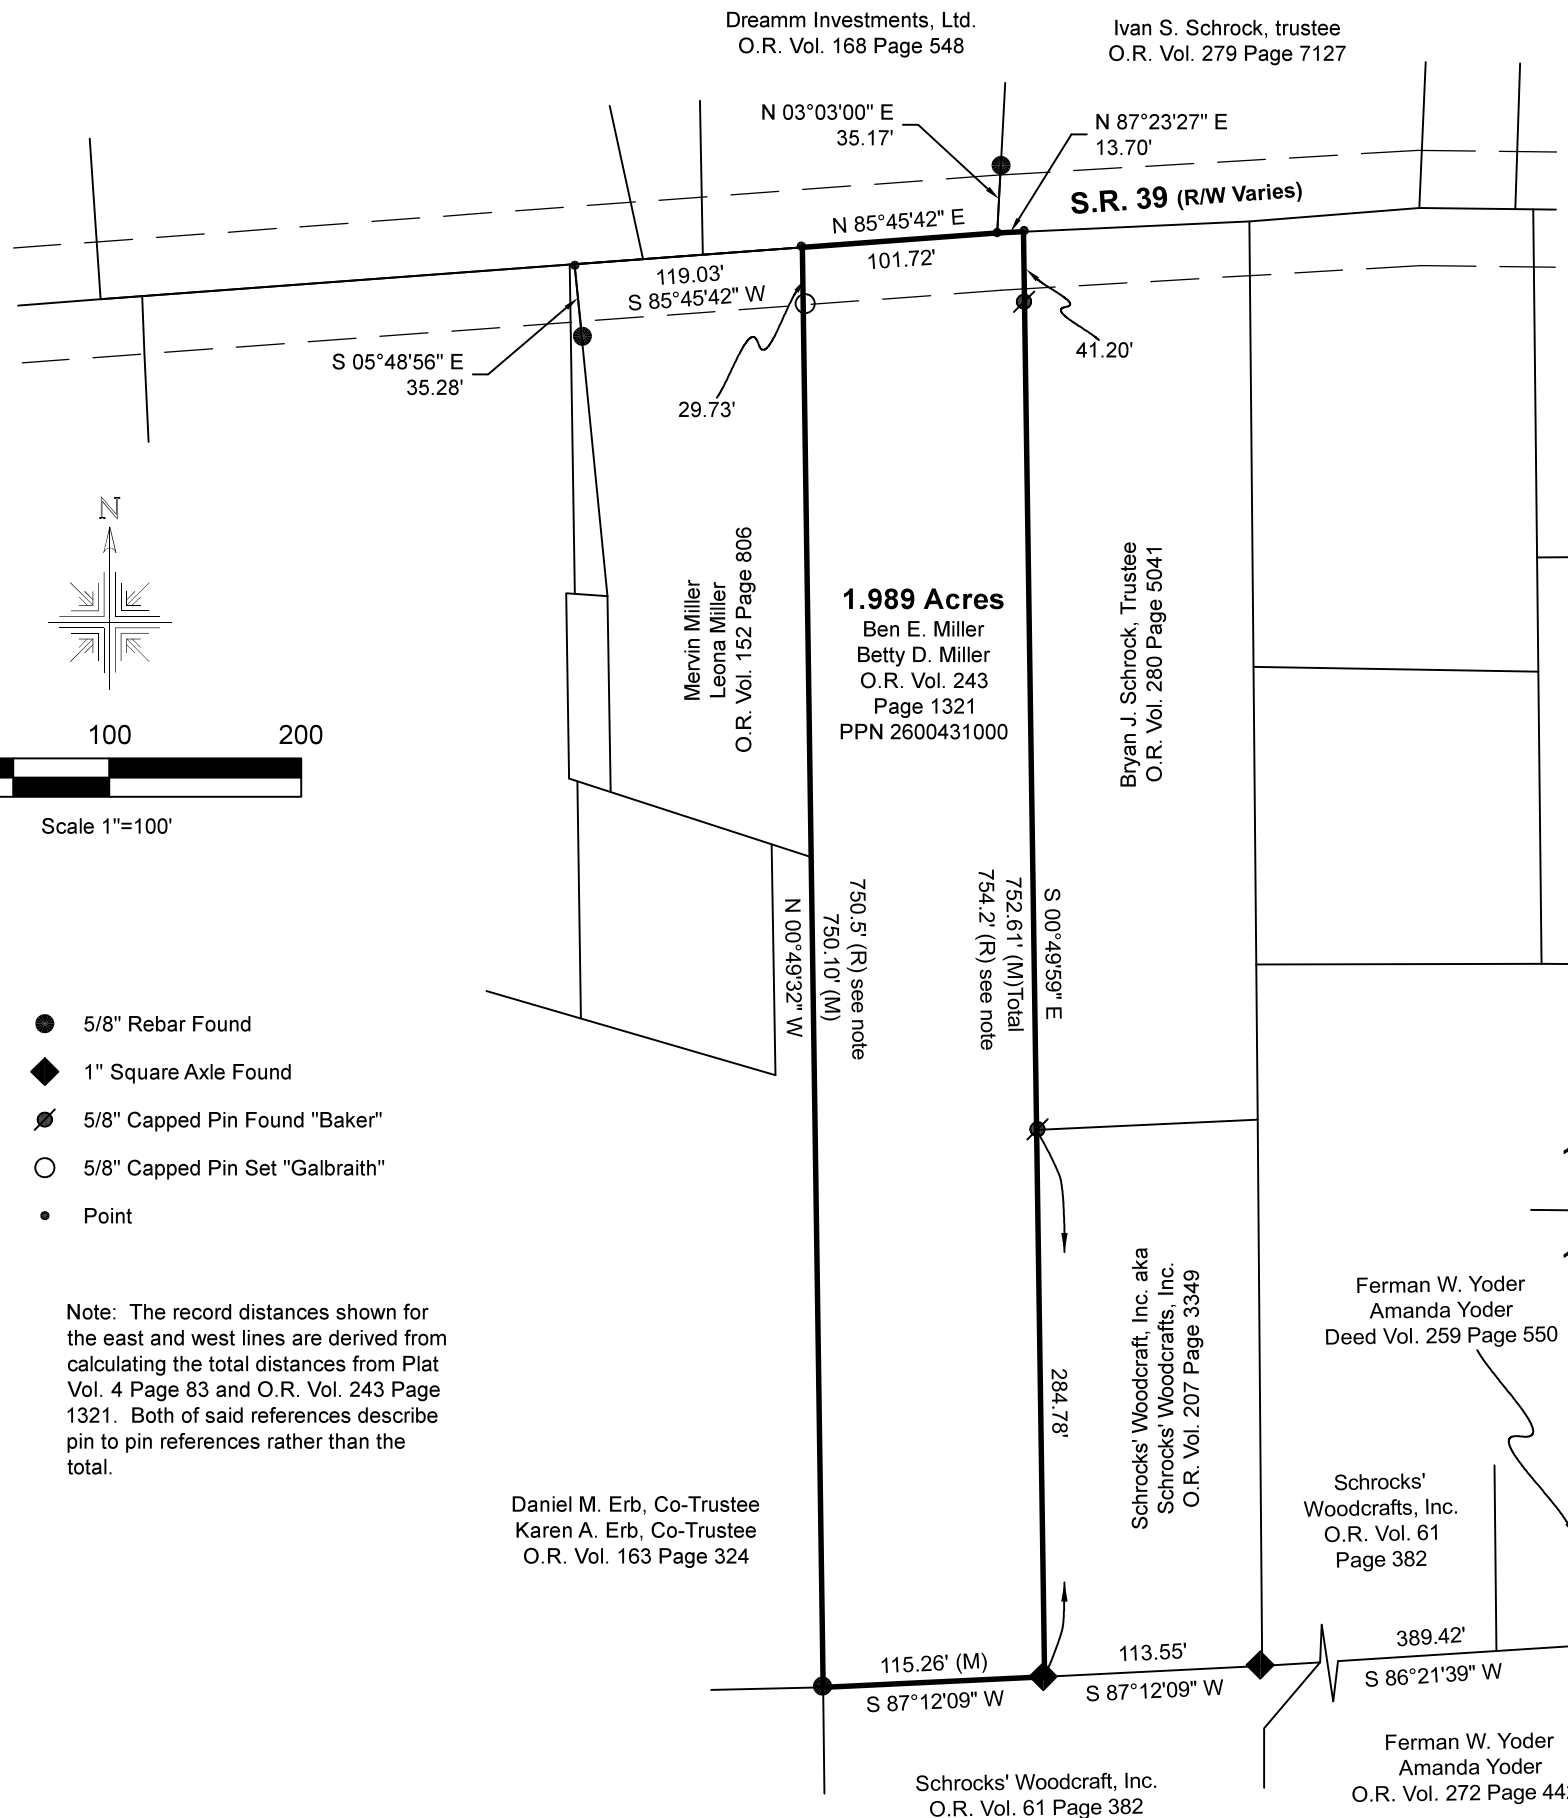 Dreamm Investments, Ltd.
O.R. Vol. 168 Page 548
Ivan S. Schrock, trustee
O.R. Vol. 279 Page 7127
N 03°03'00" E
35.17'
N 87°23'27" E
13.70'
S.R. 39 (R/W Varies)
N 85°45'42" E
101.72'
119.03'
S 85°45'42" W
S 05°48'56" E
35.28'
29.73'
41.20'
N
100 200
Scale 1"=100'
Mervin Miller
Leona Miller
O.R. Vol. 152 Page 806
1.989 Acres
Ben E. Miller
Betty D. Miller
O.R. Vol. 243
Page 1321
PPN 2600431000
Bryan J. Schrock, Trustee
O.R. Vol. 280 Page 5041
750.5' (R) see note
750.10' (M)
N 00°49'32" W
S 00°49'59" E
752.61' (M)Total
754.2' (R) see note
5/8" Rebar Found
1" Square Axle Found
5/8" Capped Pin Found "Baker"
5/8" Capped Pin Set "Galbraith"
Point
Note: The record distances shown for
the east and west lines are derived from
calculating the total distances from Plat
Vol. 4 Page 83 and O.R. Vol. 243 Page
1321. Both of said references describe
pin to pin references rather than the
total.
Daniel M. Erb, Co-Trustee
Karen A. Erb, Co-Trustee
O.R. Vol. 163 Page 324
284.78'
Schrocks' Woodcraft, Inc. aka
Schrocks' Woodcrafts, Inc.
O.R. Vol. 207 Page 3349
Ferman W. Yoder
Amanda Yoder
Deed Vol. 259 Page 550
Schrocks'
Woodcrafts, Inc.
O.R. Vol. 61
Page 382
115.26' (M)
S 87°12'09" W
113.55'
S 87°12'09" W
389.42'
S 86°21'39" W
Schrocks' Woodcraft, Inc.
O.R. Vol. 61 Page 382
Ferman W. Yoder
Amanda Yoder
O.R. Vol. 272 Page